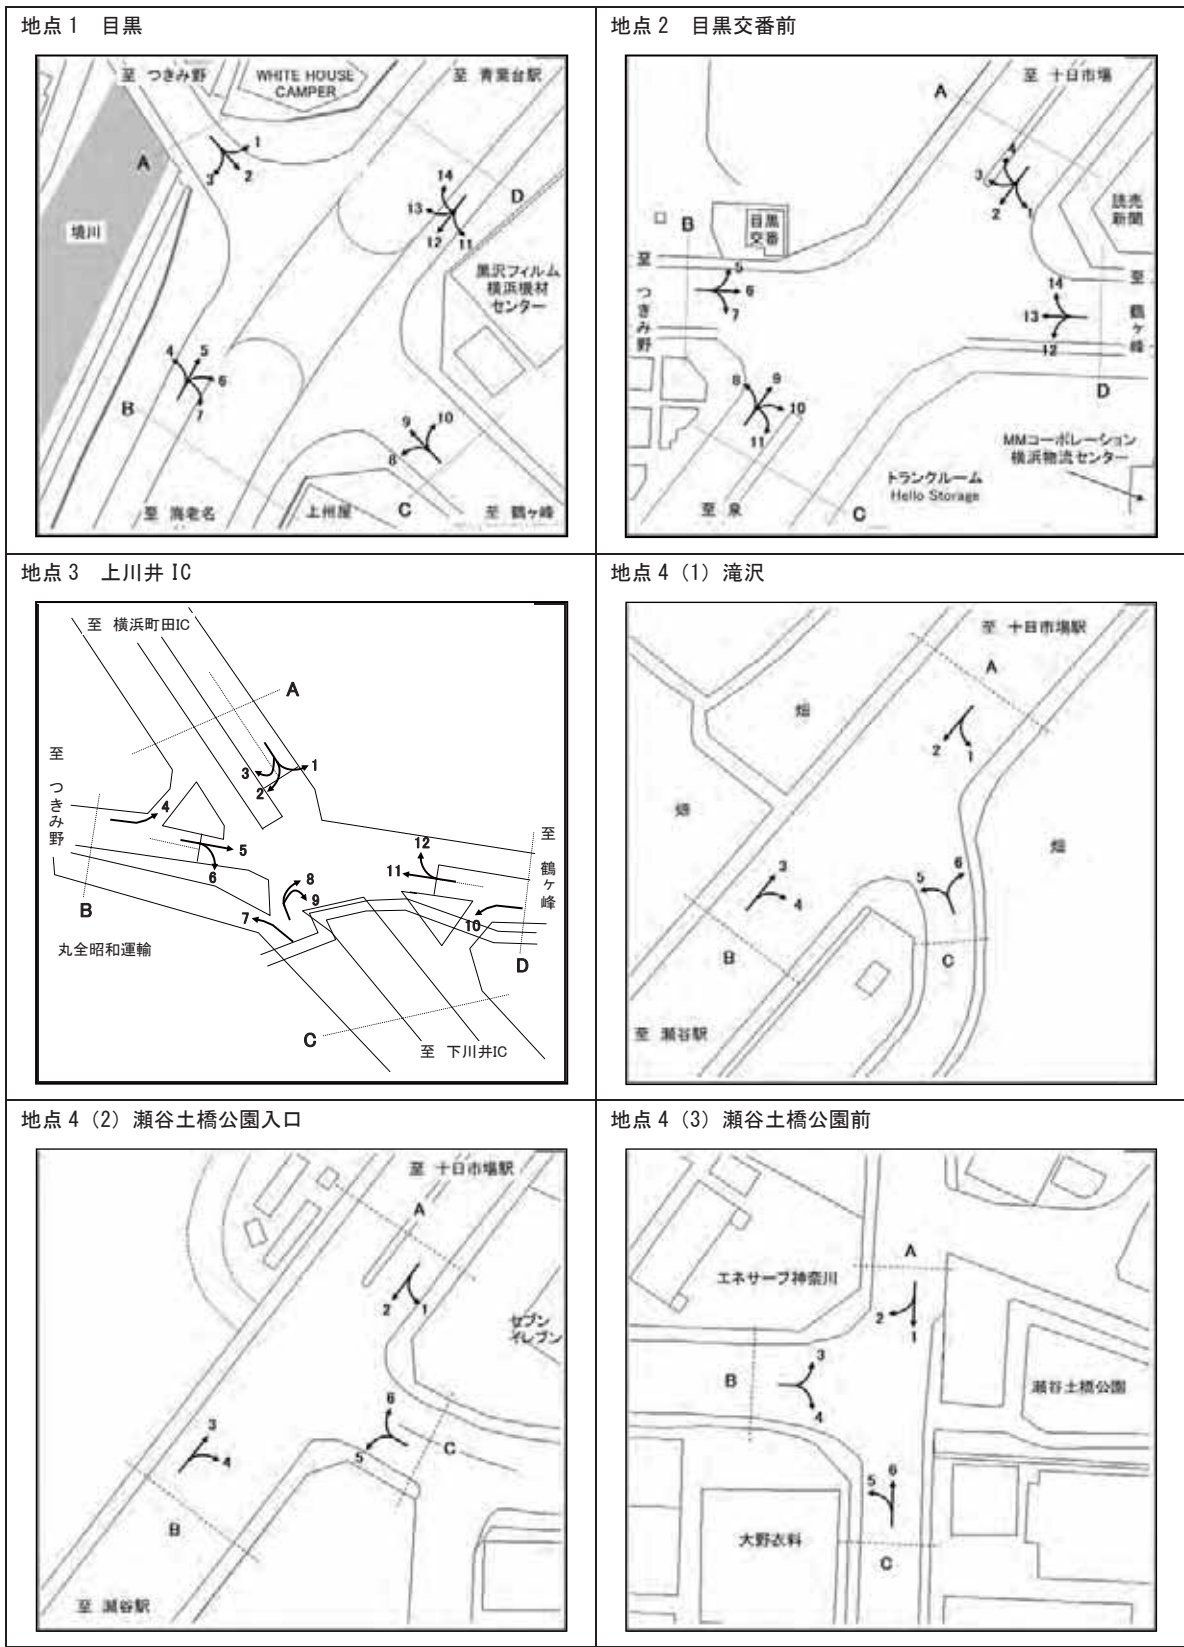 地点1 目黒
至 つきみ野
WHITE HOUSE
CAMPER
至 青葉台駅
A
1
2
3
境川
14
13
12
11
D
黒沢フィルム
横浜機材
センター
4
5
6
7
B
9
10
8
至 海老名
上州屋
C
至 鶴ヶ峰
地点2 目黒交番前
A
至 十日市場
4
3
2
1
読売
新聞
B
目黒
交番
至 つきみ野
5
6
7
14
13
12
至 鶴ヶ峰
D
8
9
10
11
MMコーポレーション
横浜物流センター
トランクルーム
Hello Storage
至 泉
C
地点3 上川井 IC
至 横浜町田IC
A
3
1
2
至 つきみ野
4
5
6
12
11
至 鶴ヶ峰
B
8
9
7
10
丸全昭和運輸
D
C
至 下川井IC
地点4(1)滝沢
至 十日市場駅
A
畑
2
1
畑
畑
3
4
6
5
B
C
至 瀬谷駅
地点4(2)瀬谷土橋公園入口
至 十日市場駅
A
2
1
セブン
イレブン
6
3
4
5
C
B
至 瀬谷駅
地点4(3)瀬谷土橋公園前
A
エネサーブ神奈川
2
1
3
B
4
瀬谷土橋公園
6
5
大野衣料
C